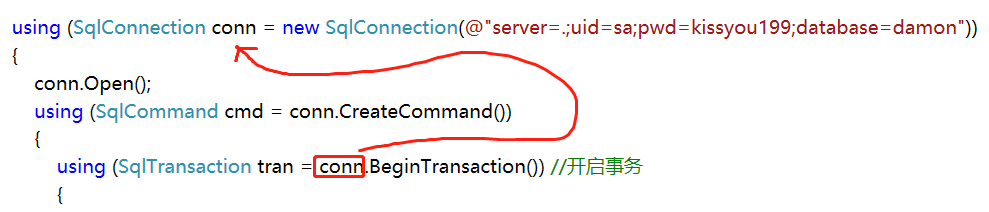 using (SqlConnection conn = new SqlConnection(@"server=.;uid=sa;pwd=kissyou199;database=damon"))
{
conn.Open();
using (SqlCommand cmd = conn.CreateCommand())
{
using (SqlTransaction tran = conn.BeginTransaction()) //开启事务
{